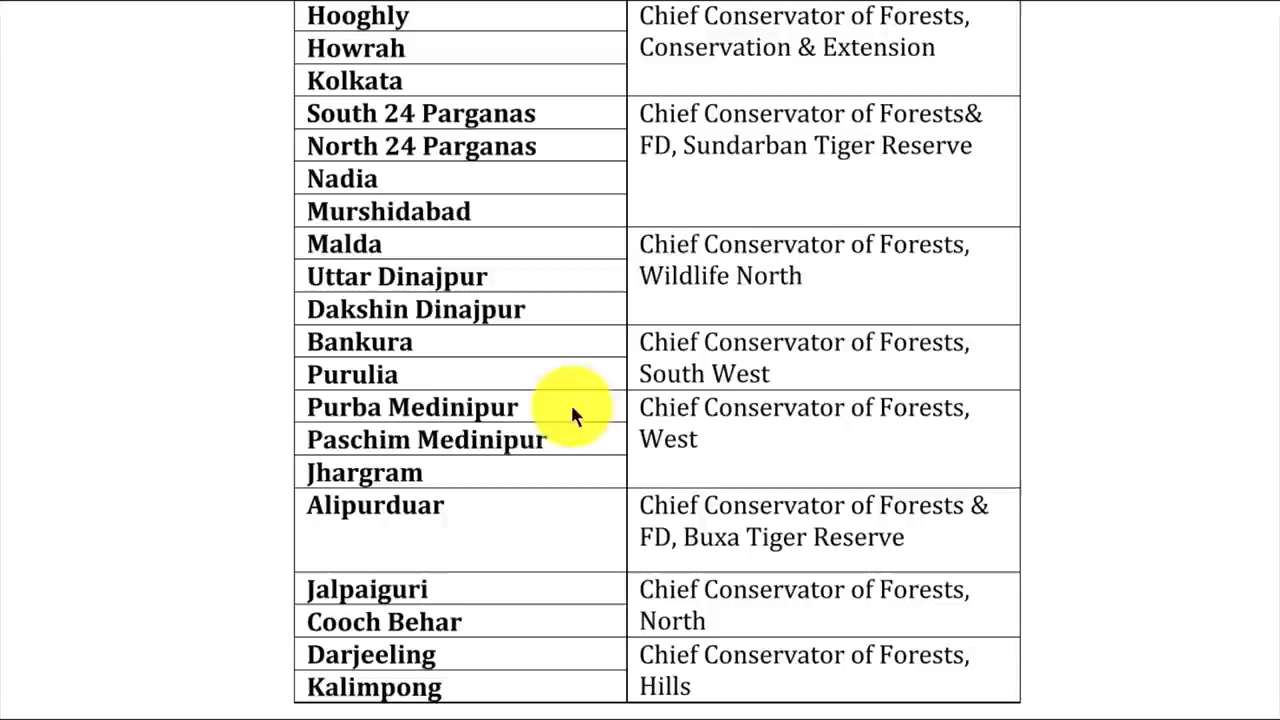 Hooghly
Howrah
Kolkata
Chief Conservator of Forests,
Conservation & Extension
South 24 Parganas
North 24 Parganas
Nadia
Murshidabad
Chief Conservator of Forests&
FD, Sundarban Tiger Reserve
Malda
Uttar Dinajpur
Dakshin Dinajpur
Chief Conservator of Forests,
Wildlife North
Bankura
Purulia
Chief Conservator of Forests,
South West
Purba Medinipur
Paschim Medinipur
Jhargram
Chief Conservator of Forests,
West
Alipurduar
Chief Conservator of Forests &
FD, Buxa Tiger Reserve
Jalpaiguri
Cooch Behar
Chief Conservator of Forests,
North
Darjeeling
Kalimpong
Chief Conservator of Forests,
Hills